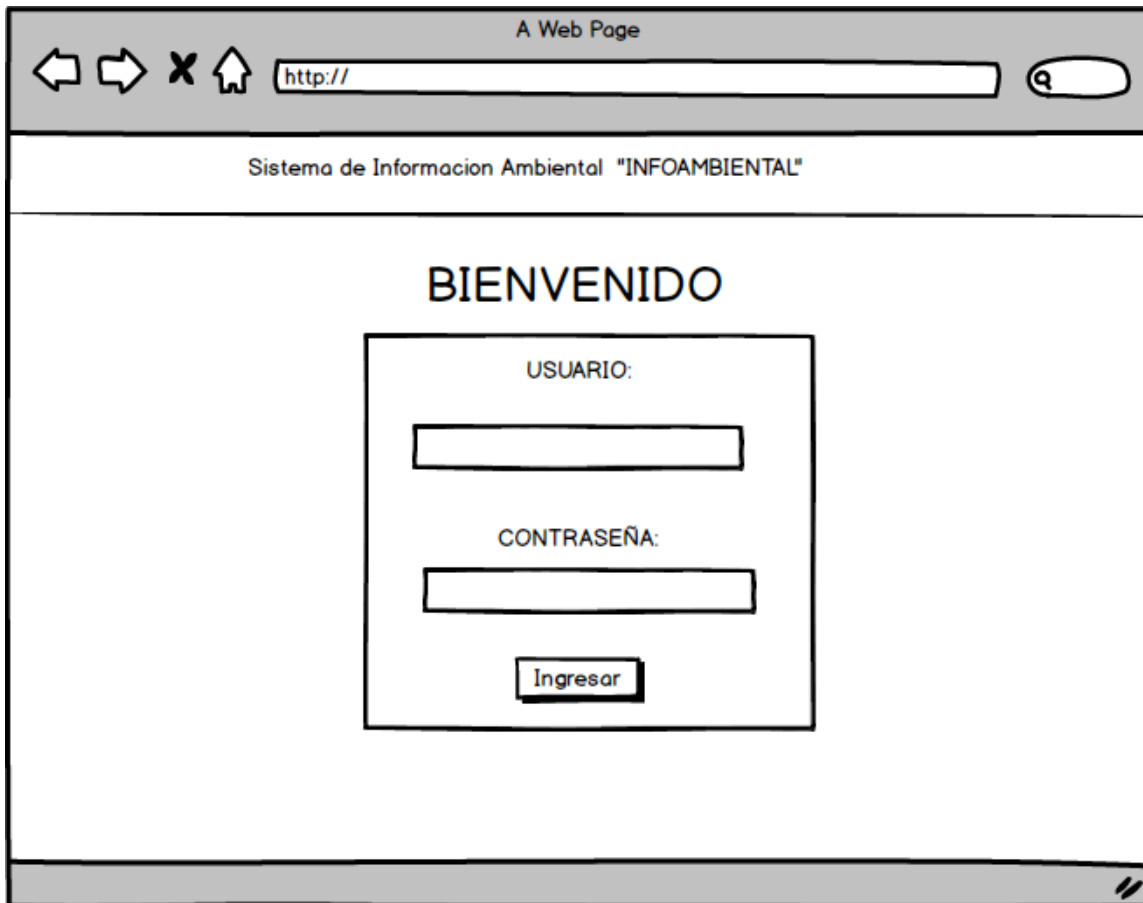 A Web Page
http://
Sistema de Informacion Ambiental "INFOAMBIENTAL"
BIENVENIDO
USUARIO:
CONTRASEÑA:
Ingresar